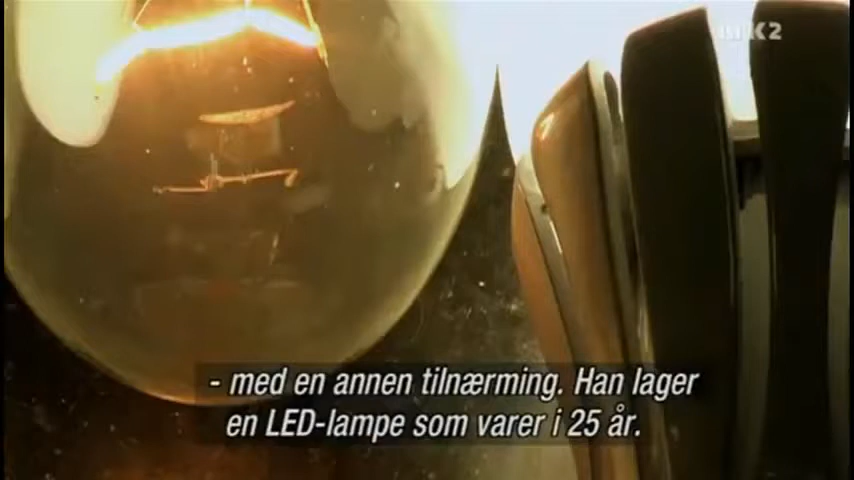 NRK2
- med en annen tilnærming. Han lager
en LED-lampe som varer i 25 år.